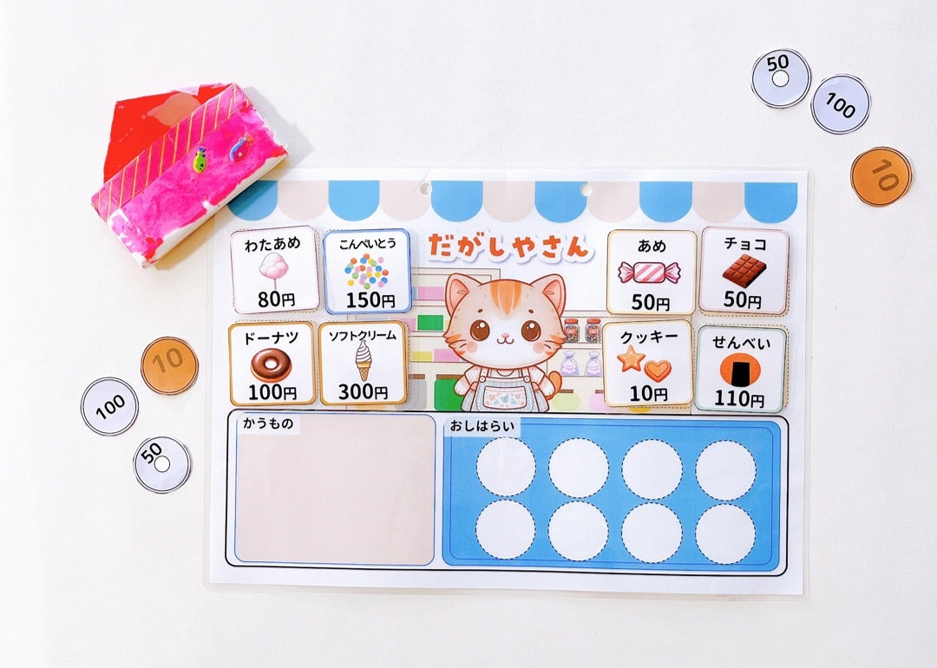 50
100
10
だがしやさん
わたあめ
80円
こんぺいとう
150円
あめ
50円
チョコ
50円
ドーナツ
100円
ソフトクリーム
300円
クッキー
10円
せんべい
110円
10
100
50
かうもの
おしはらい